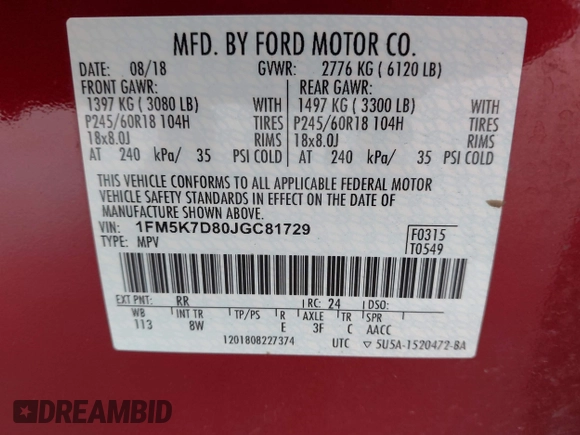 MFD. BY FORD MOTOR CO.
DATE: 08/18 GVWR: 2776 KG ( 6120 LB)
FRONT GAWR: REAR GAWR:
1397 KG ( 3080 LB) WITH 1497 KG ( 3300 LB) WITH
P245/60R18 104H TIRES P245/60R18 104H TIRES
18x8.0J RIMS 18x8.0J RIMS
AT 240 kPa/ 35 PSI COLD AT 240 kPa/ 35 PSI COLD
THIS VEHICLE CONFORMS TO ALL APPLICABLE FEDERAL MOTOR
VEHICLE SAFETY STANDARDS IN EFFECT ON THE DATE OF
MANUFACTURE SHOWN ABOVE.
VIN: 1FM5K7D80JGC81729 F0315
TYPE: MPV T0549
EXT PNT: RR RC: 24 DSO:
WB INT TR TP/PS R AXLE TR SPR
113 8W E 3F C AACC
1201808227374 UTC ▽ 5U5A-1520472-BA
DREAMBID